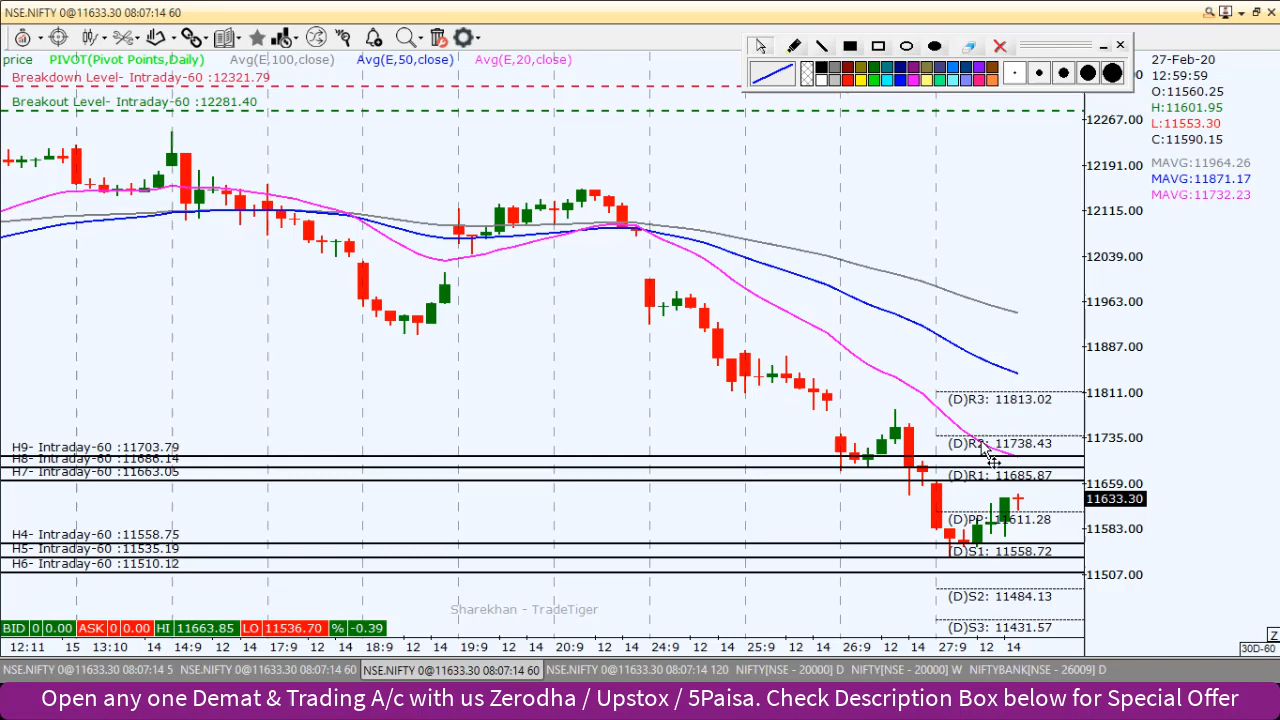 NSE.NIFTY 0@11633.30 08:07:14 60
price PIVOT(Pivot Points,Daily) Avg(E,100,close) Avg(E,50,close) Avg(E,20,close)
Breakdown Level- Intraday-60 :12321.79
Breakout Level- Intraday-60 :12281.40
27-Feb-20
12:59:59
O:11560.25
H:11601.95
L:11553.30
C:11590.15
MAVG:11964.26
MAVG:11871.17
MAVG:11732.23
12267.00
12191.00
12115.00
12039.00
11963.00
11887.00
11811.00
11735.00
11659.00
11633.30
11583.00
11507.00
(D)R3: 11813.02
(D)R2: 11738.43
(D)R1: 11685.87
(D)PP: 11611.28
(D)S1: 11558.72
(D)S2: 11484.13
(D)S3: 11431.57
H9- Intraday-60 :11703.79
H8- Intraday-60 :11686.14
H7- Intraday-60 :11663.05
H4- Intraday-60 :11558.75
H5- Intraday-60 :11535.19
H6- Intraday-60 :11510.12
Sharekhan - TradeTiger
BID 0 0.00 ASK 0 0.00 HI 11663.85 LO 11536.70 % -0.39
12:11 15 13:10 14 14:9 12 14 17:9 12 14 18:9 12 14 19:9 12 14 20:9 12 14 24:9 12 14 25:9 12 14 26:9 12 14 27:9 12 14
Z
30D-60
NSE.NIFTY 0@11633.30 08:07:14 5 NSE.NIFTY 0@11633.30 08:07:14 60 NSE.NIFTY 0@11633.30 08:07:14 60 NSE.NIFTY 0@11633.30 08:07:14 120 NIFTY[NSE - 20000] D NIFTY[NSE - 20000] W NIFTYBANK[NSE - 26009] D
Open any one Demat & Trading A/c with us Zerodha / Upstox / 5Paisa. Check Description Box below for Special Offer